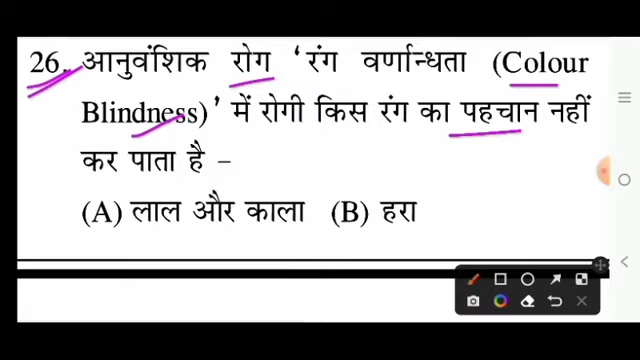 26. आनुवंशिक रोग ‘रंग वर्णान्धता (Colour
Blindness)’ में रोगी किस रंग का पहचान नहीं
कर पाता है –
(A) लाल और काला (B) हरा